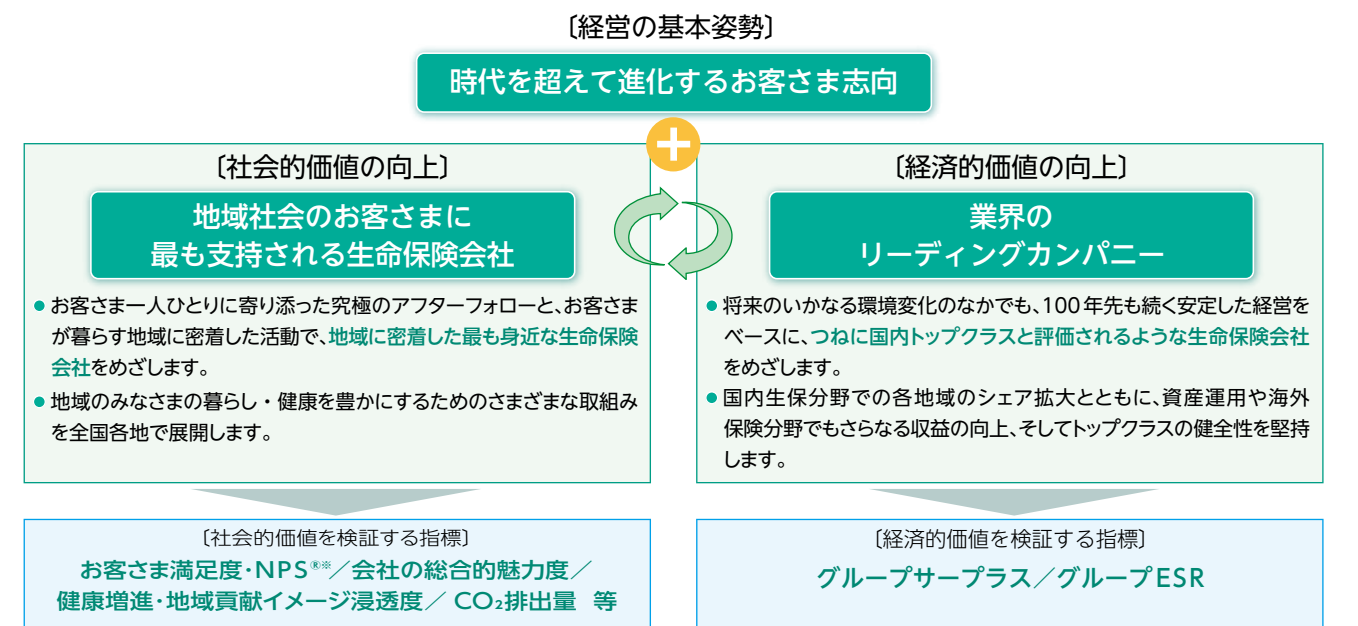 〔経営の基本姿勢〕
時代を超えて進化するお客さま志向
〔社会的価値の向上〕
地域社会のお客さまに
最も支持される生命保険会社
● お客さま一人ひとりに寄り添った究極のアフターフォローと、お客さま
が暮らす地域に密着した活動で、地域に密着した最も身近な生命保険
会社をめざします。
● 地域のみなさまの暮らし・健康を豊かにするためのさまざまな取組み
を全国各地で展開します。
〔経済的価値の向上〕
業界の
リーディングカンパニー
● 将来のいかなる環境変化のなかでも、100年先も続く安定した経営を
ベースに、つねに国内トップクラスと評価されるような生命保険会社
をめざします。
● 国内生保分野での各地域のシェア拡大とともに、資産運用や海外
保険分野でもさらなる収益の向上、そしてトップクラスの健全性を堅持
します。
〔社会的価値を検証する指標〕
お客さま満足度・NPS®※／会社の総合的魅力度／
健康増進・地域貢献イメージ浸透度／CO₂排出量 等
〔経済的価値を検証する指標〕
グループサープラス／グループESR